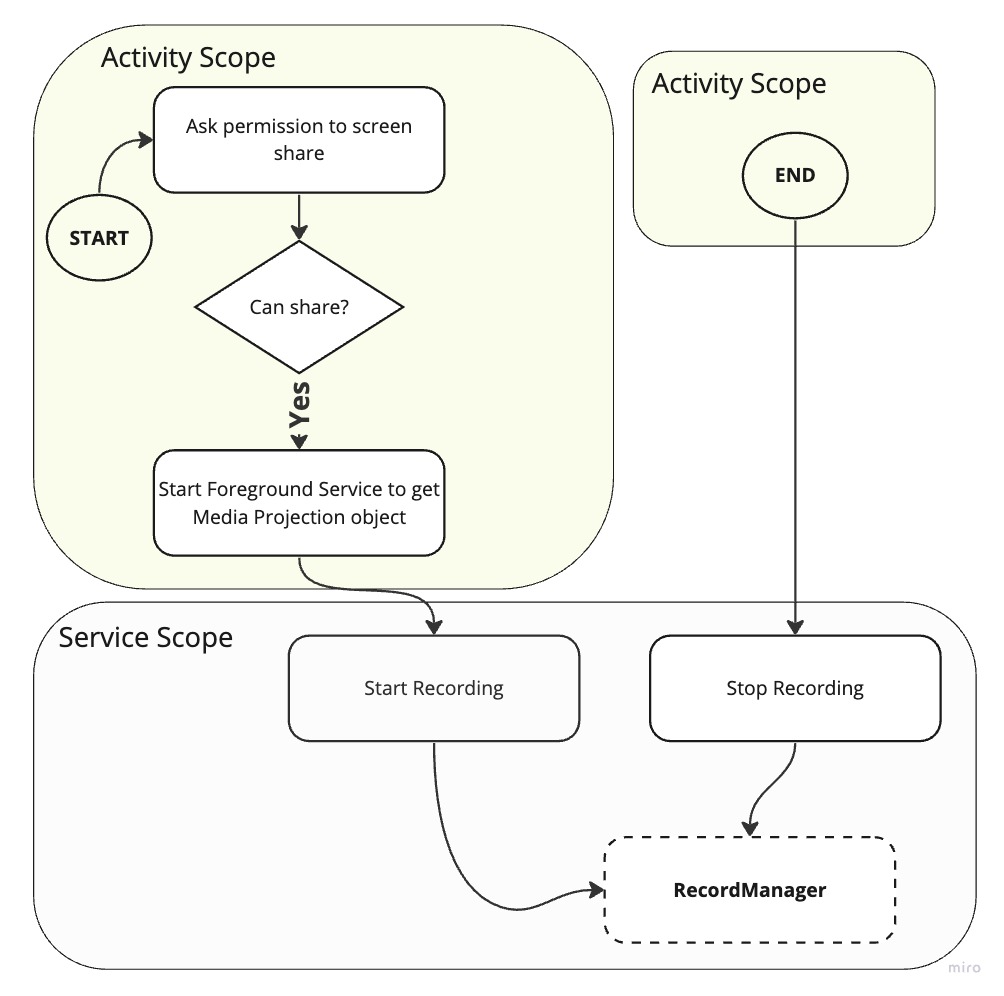 Activity Scope
Ask permission to screen
share
START
Can share?
Yes
Start Foreground Service to get
Media Projection object
Activity Scope
END
Service Scope
Start Recording
Stop Recording
RecordManager
miro